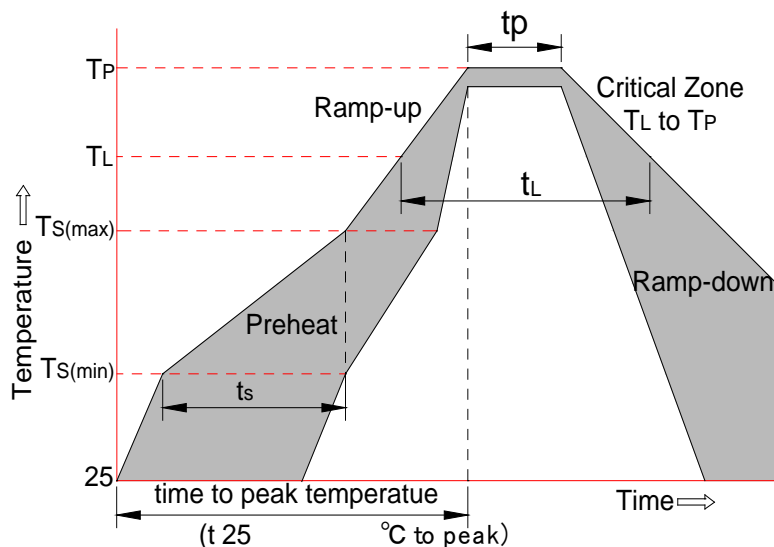 tp
TP
Ramp-up
Critical Zone
TL to TP
TL
tL
TS(max)
Temperature
Ramp-down
Preheat
TS(min)
ts
25
time to peak temperatue
Time
(t 25 °C to peak)